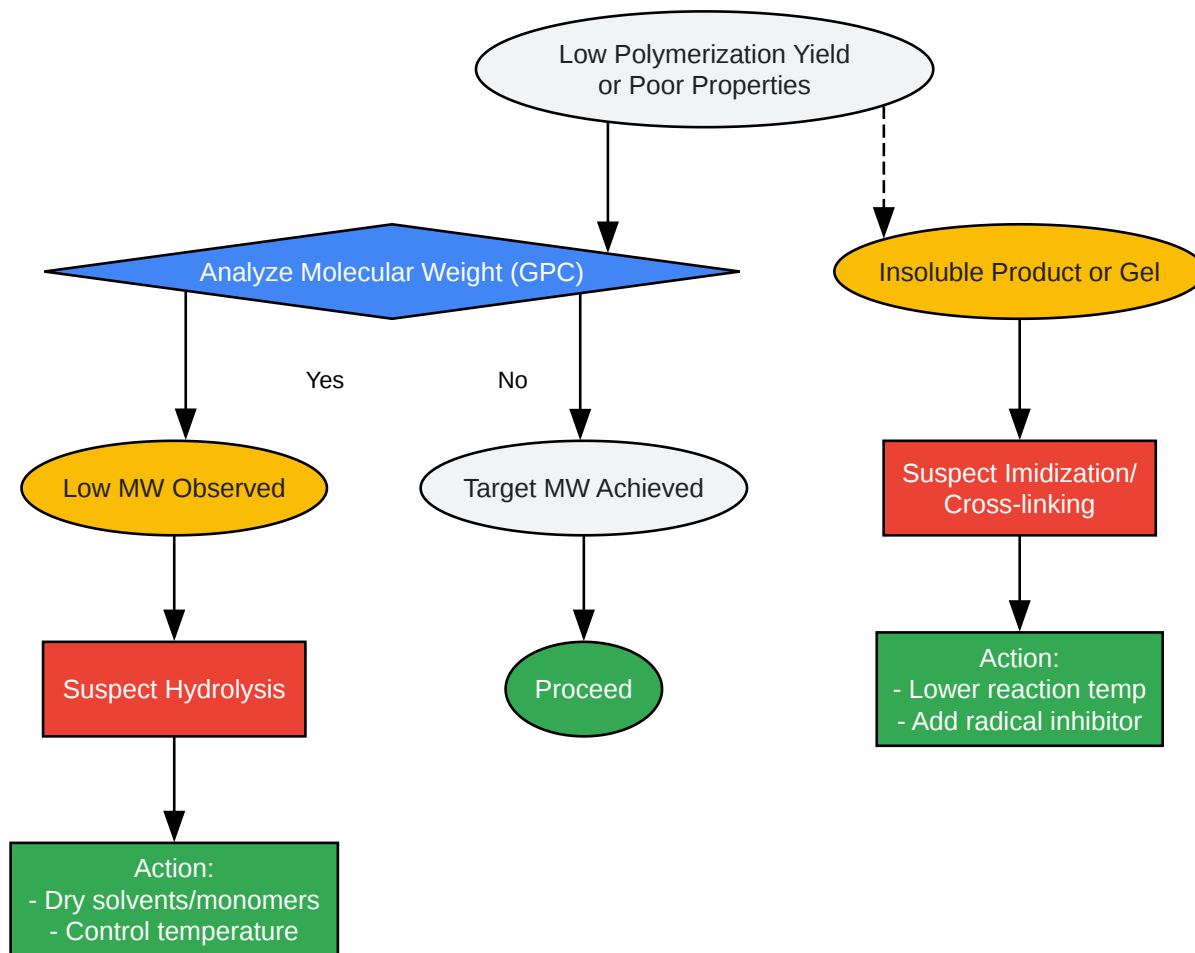 Low Polymerization Yield
or Poor Properties
Analyze Molecular Weight (GPC)
Insoluble Product or Gel
Yes
No
Low MW Observed
Target MW Achieved
Suspect Imidization/
Cross-linking
Suspect Hydrolysis
Proceed
Action:
- Lower reaction temp
- Add radical inhibitor
Action:
- Dry solvents/monomers
- Control temperature